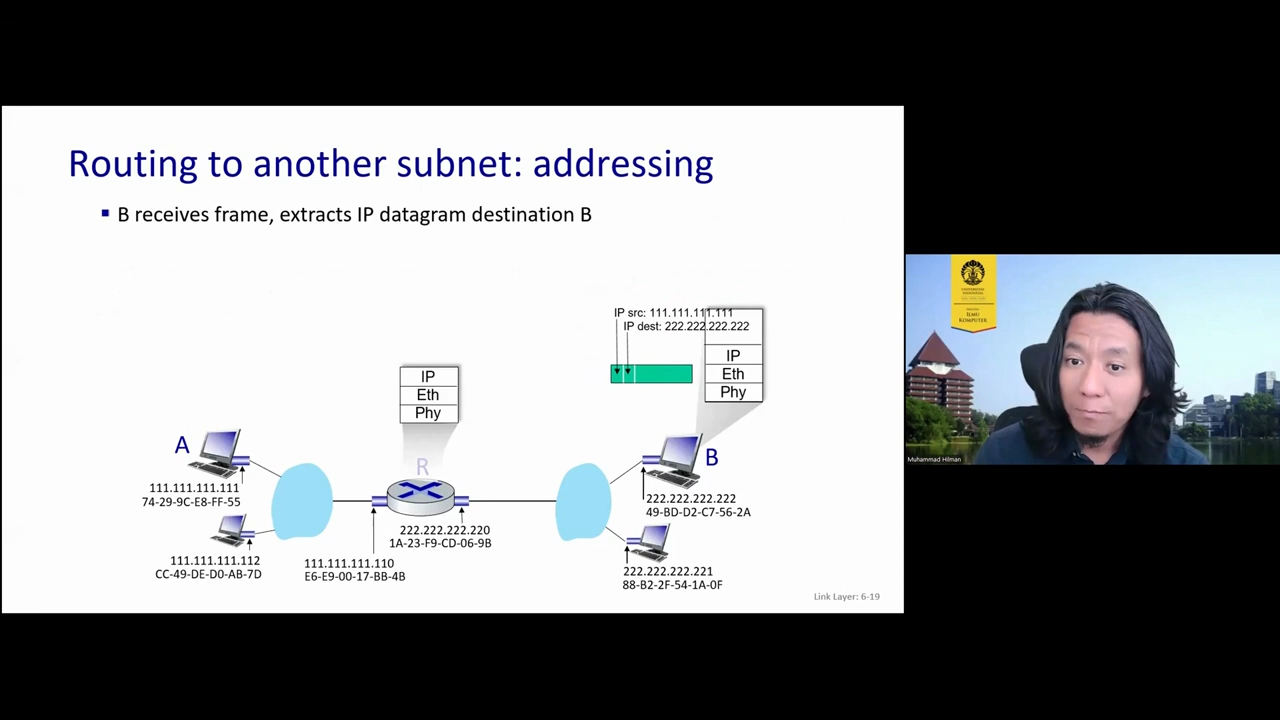 Routing to another subnet: addressing
▪ B receives frame, extracts IP datagram destination B
IP src: 111.111.111.111
IP dest: 222.222.222.222
IP
Eth
Phy
IP
Eth
Phy
A
R
B
111.111.111.111
74-29-9C-E8-FF-55
222.222.222.222
49-BD-D2-C7-56-2A
222.222.222.220
1A-23-F9-CD-06-9B
111.111.111.112
CC-49-DE-D0-AB-7D
111.111.111.110
E6-E9-00-17-BB-4B
222.222.222.221
88-B2-2F-54-1A-0F
Link Layer: 6-19
UNIVERSITAS INDONESIA
ILMU
KOMPUTER
Muhammad Hilman